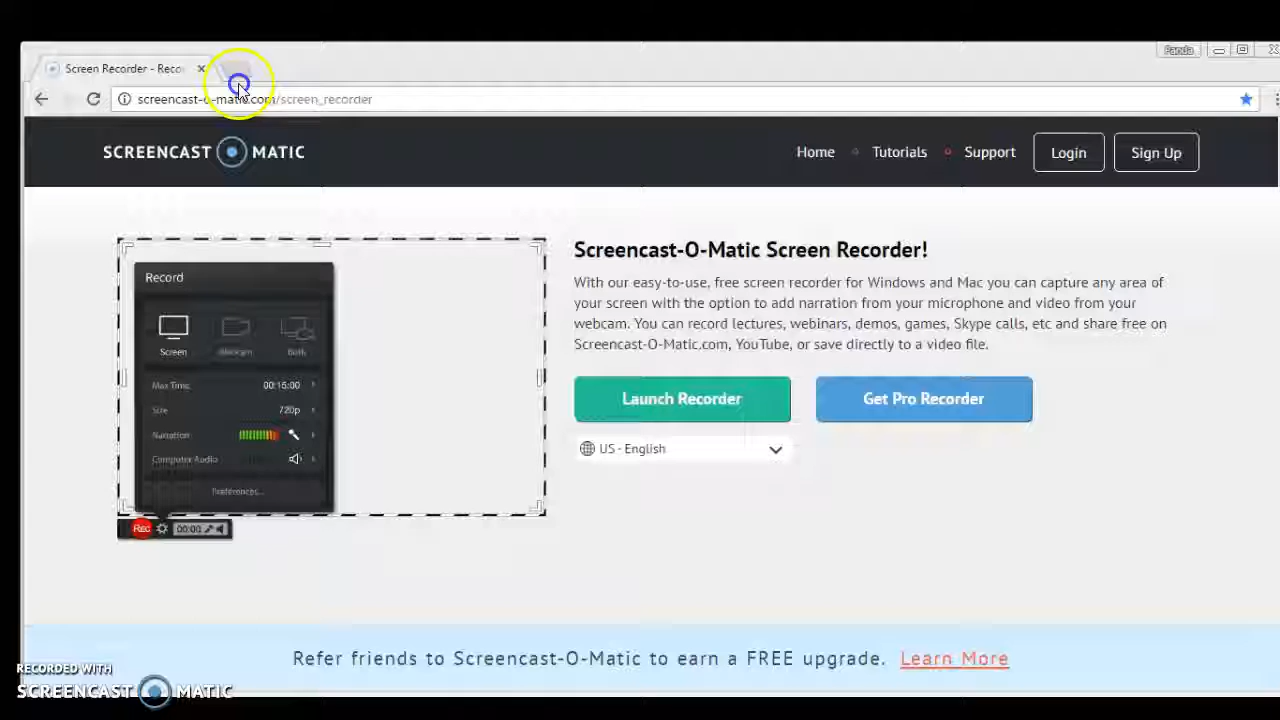 Panda
Screen Recorder - Reco
screencast-o-matic.com/screen_recorder
SCREENCAST MATIC
Home Tutorials Support Login Sign Up
Record
Screen Webcam Both
Max Time: 00:15:00
Size 720p
Narration
Computer Audio
Preferences...
Rec 00:00
Screencast-O-Matic Screen Recorder!
With our easy-to-use, free screen recorder for Windows and Mac you can capture any area of
your screen with the option to add narration from your microphone and video from your
webcam. You can record lectures, webinars, demos, games, Skype calls, etc and share free on
Screencast-O-Matic.com, YouTube, or save directly to a video file.
Launch Recorder Get Pro Recorder
US - English
Refer friends to Screencast-O-Matic to earn a FREE upgrade. Learn More
RECORDED WITH
SCREENCAST MATIC